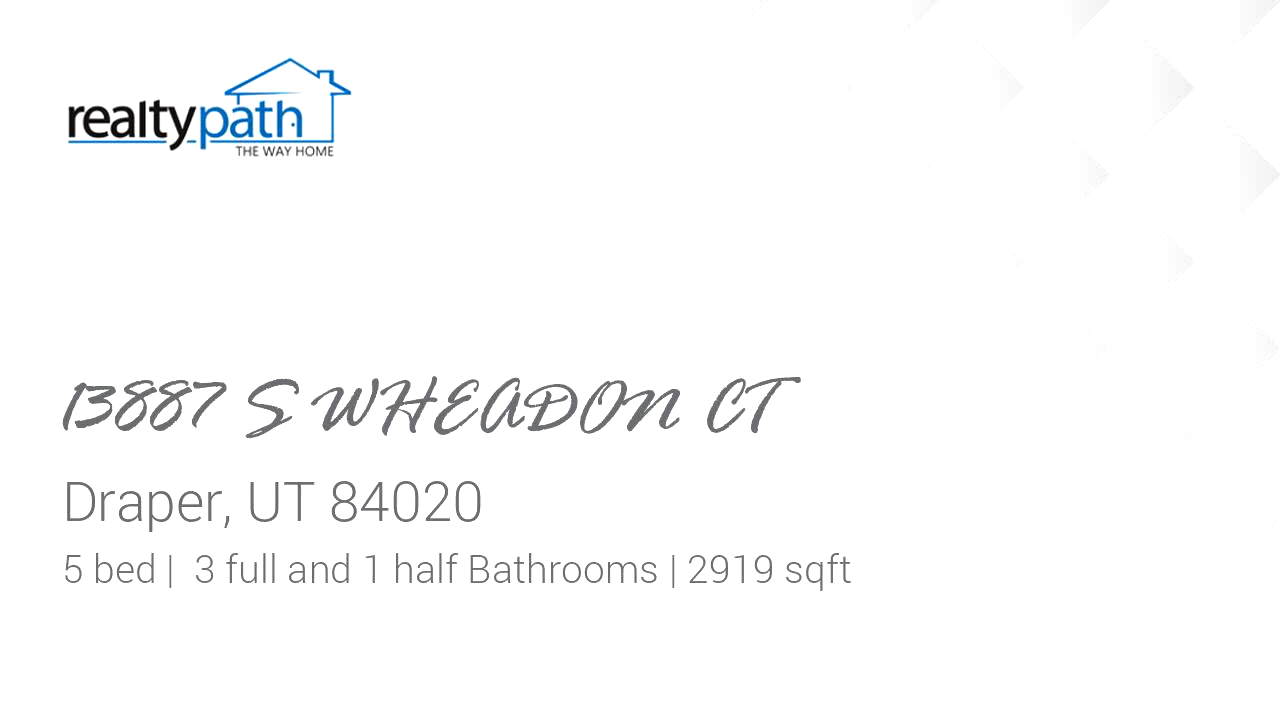 realtypath
THE WAY HOME
13887 S WHEADON CT
Draper, UT 84020
5 bed | 3 full and 1 half Bathrooms | 2919 sqft